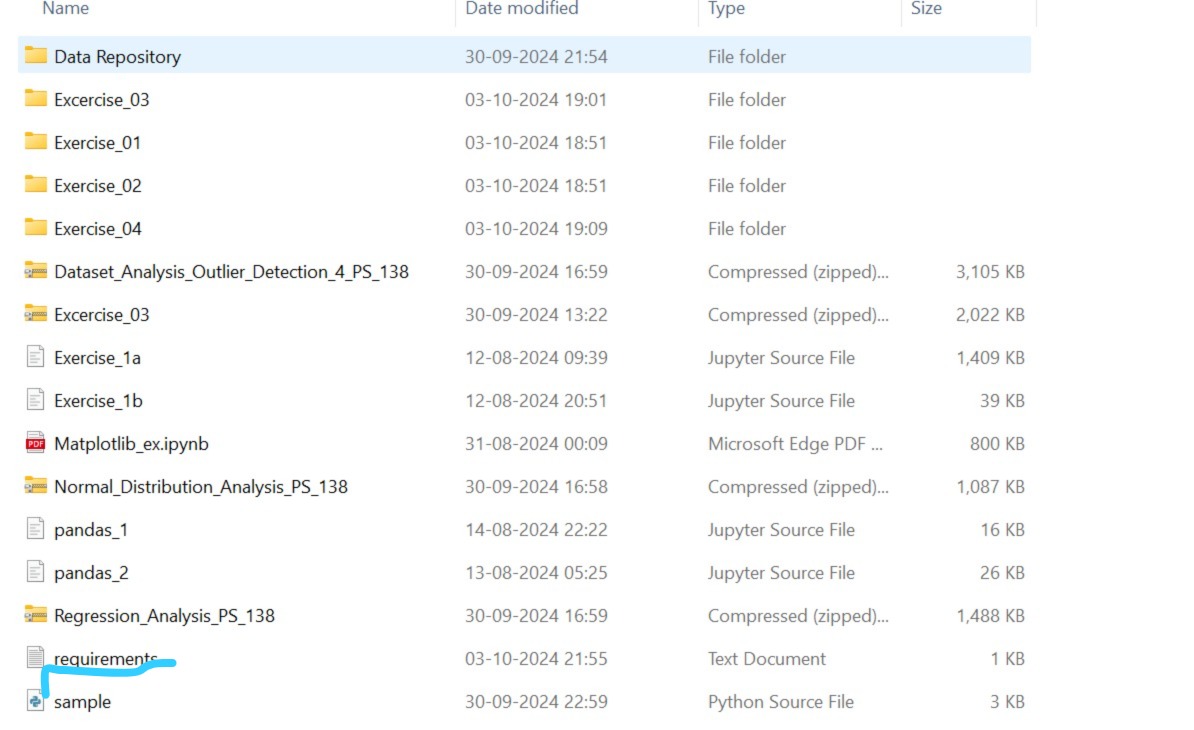 Name Date modified Type Size
Data Repository 30-09-2024 21:54 File folder
Excercise_03 03-10-2024 19:01 File folder
Exercise_01 03-10-2024 18:51 File folder
Exercise_02 03-10-2024 18:51 File folder
Exercise_04 03-10-2024 19:09 File folder
Dataset_Analysis_Outlier_Detection_4_PS_138 30-09-2024 16:59 Compressed (zipped)... 3,105 KB
Excercise_03 30-09-2024 13:22 Compressed (zipped)... 2,022 KB
Exercise_1a 12-08-2024 09:39 Jupyter Source File 1,409 KB
Exercise_1b 12-08-2024 20:51 Jupyter Source File 39 KB
PDF Matplotlib_ex.ipynb 31-08-2024 00:09 Microsoft Edge PDF ... 800 KB
Normal_Distribution_Analysis_PS_138 30-09-2024 16:58 Compressed (zipped)... 1,087 KB
pandas_1 14-08-2024 22:22 Jupyter Source File 16 KB
pandas_2 13-08-2024 05:25 Jupyter Source File 26 KB
Regression_Analysis_PS_138 30-09-2024 16:59 Compressed (zipped)... 1,488 KB
requirements 03-10-2024 21:55 Text Document 1 KB
sample 30-09-2024 22:59 Python Source File 3 KB